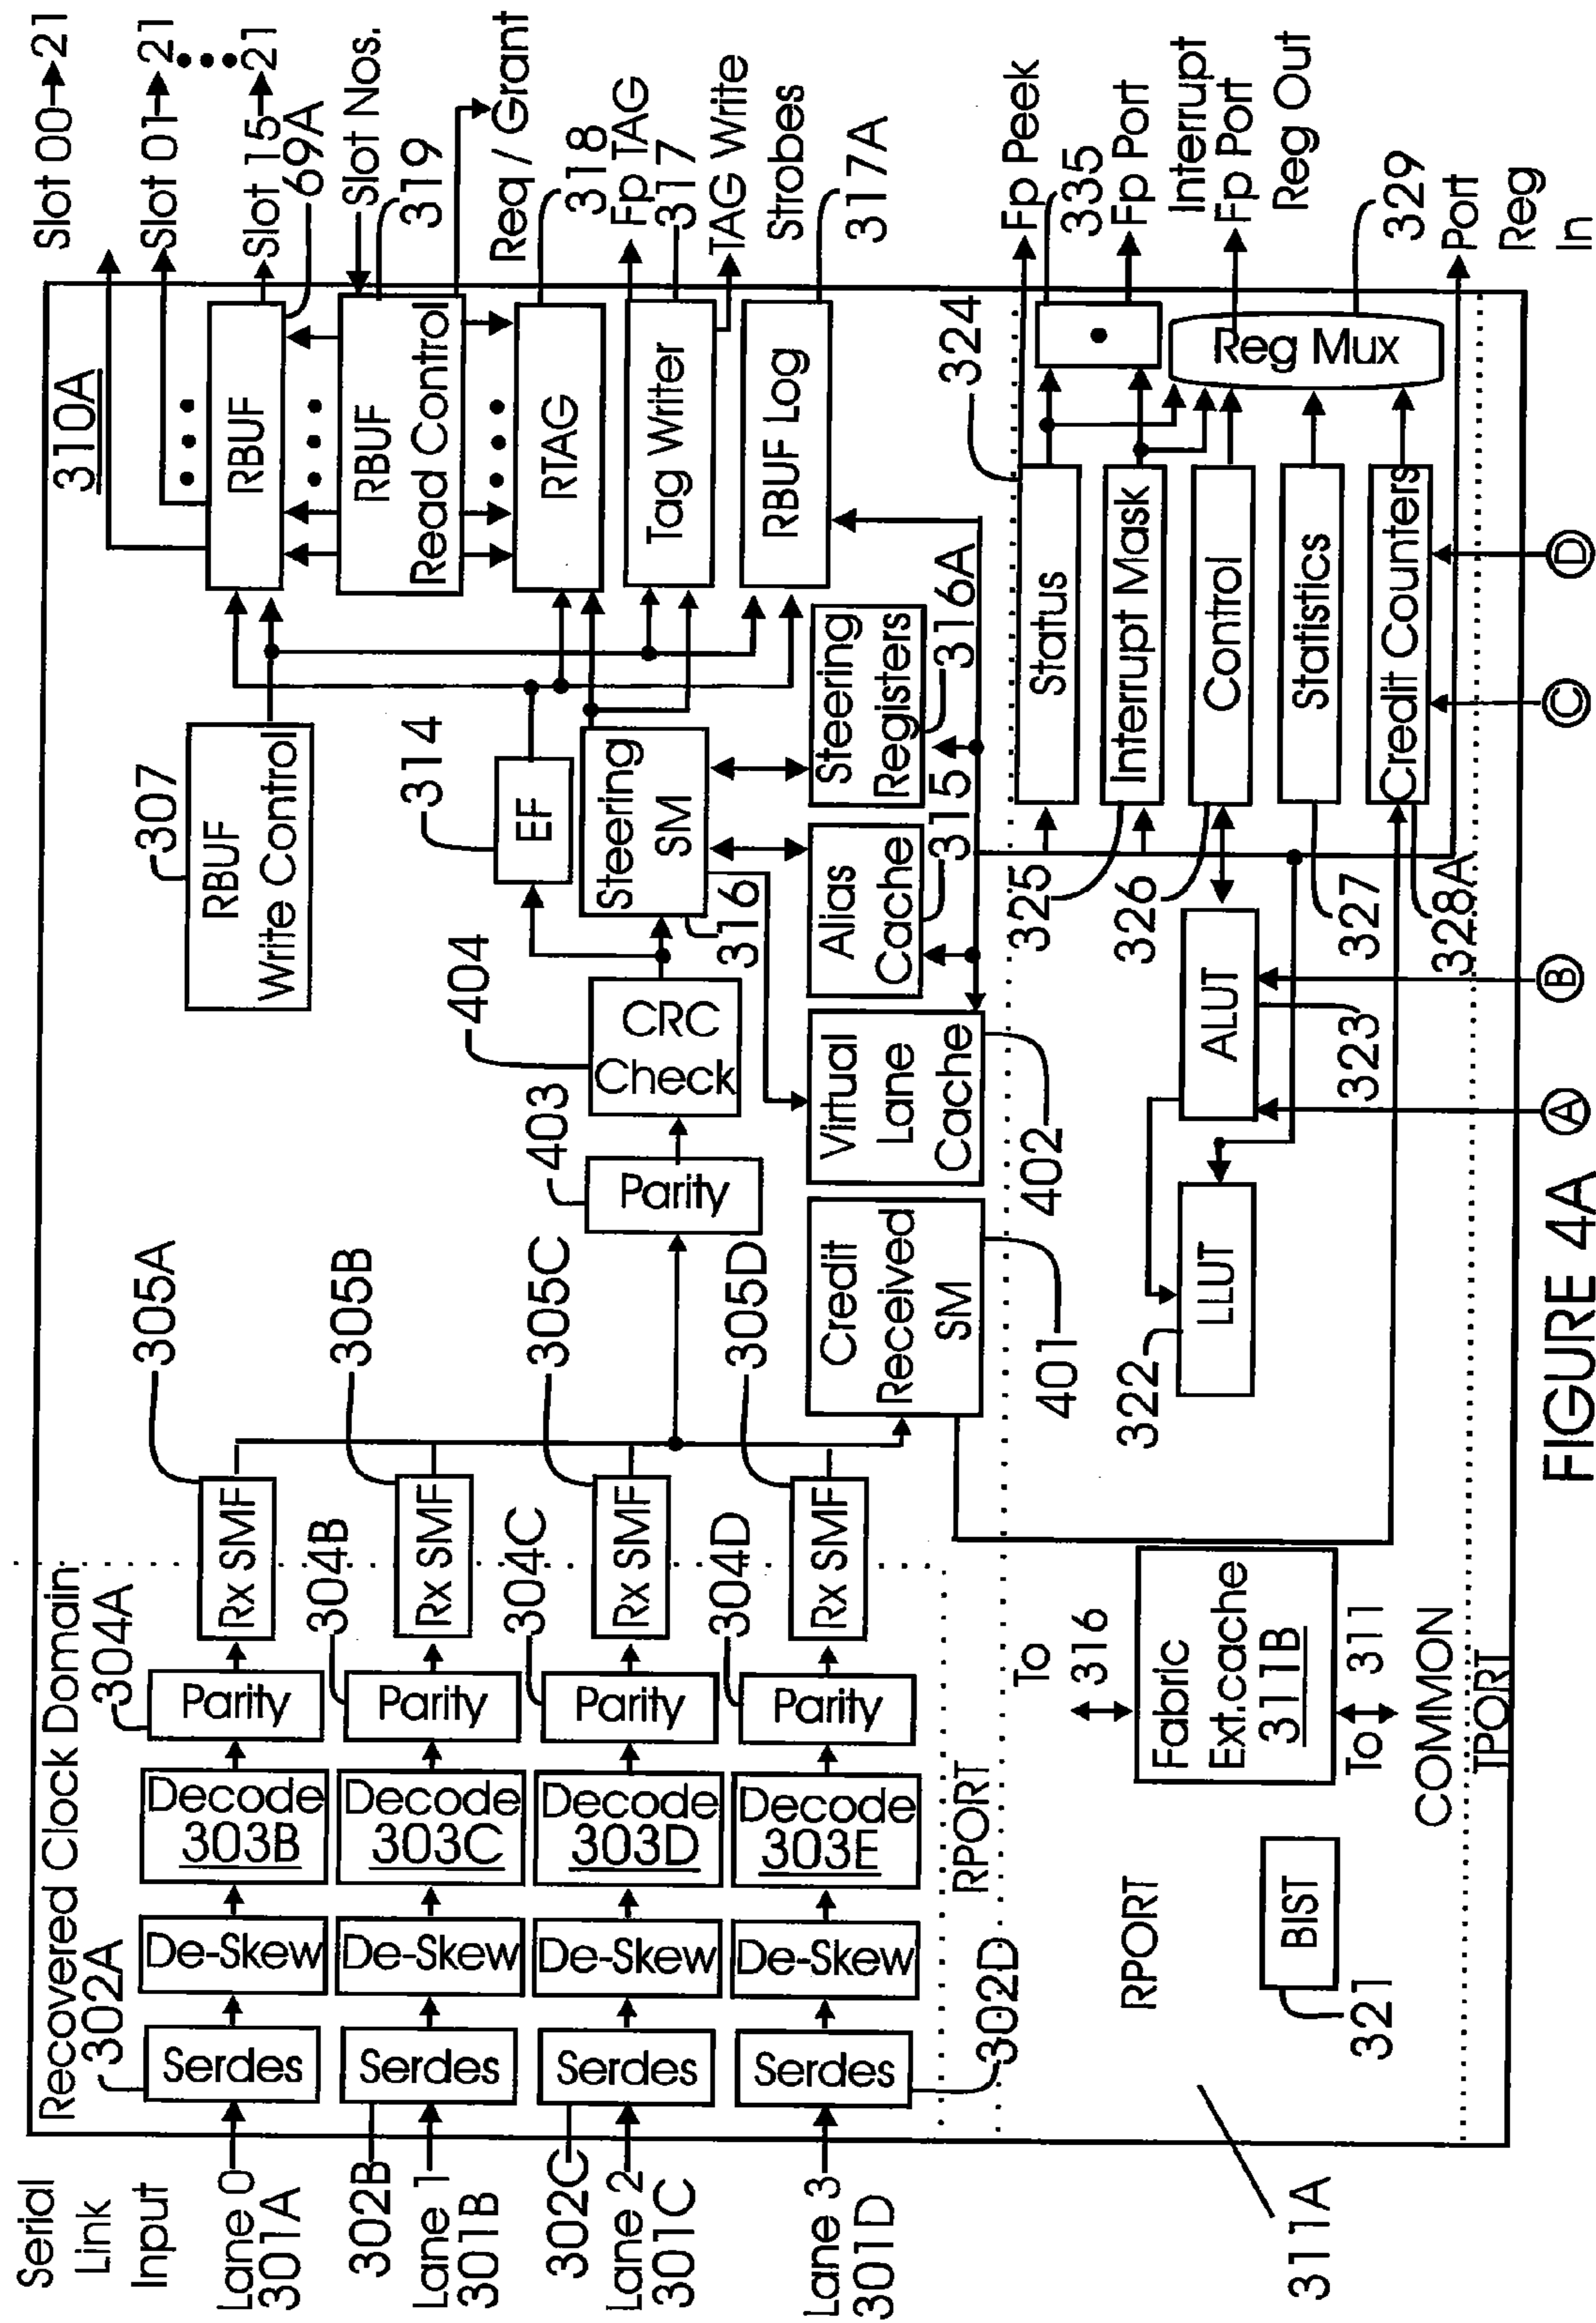 Serial
Link
Input
Lane 0
301A
302B
Lane 1
301B
302C
Lane 2
301C
Lane 3
301D
Recovered Clock Domain
302A
Serdes
De-Skew
Decode
303B
304A
Parity
Rx SMF
305A
Serdes
De-Skew
Decode
303C
304B
Parity
Rx SMF
305B
Serdes
De-Skew
Decode
303D
304C
Parity
Rx SMF
305C
Serdes
De-Skew
Decode
303E
304D
Parity
Rx SMF
305D
302D
RPORT
307
RBUF
Write Control
403
Parity
404
CRC
Check
314
EF
Steering
SM
316
Credit
Received
SM
401
Virtual
Lane
Cache
402
Alias
Cache
315
Steering
Registers
316A
310A
RBUF
RBUF
Read Control
RTAG
Tag Writer
RBUF Log
Slot 00→21
Slot 01→21
Slot 15→21
69A
Slot Nos.
319
Req / Grant
318
Fp TAG
317
TAG Write
Strobes
317A
RPORT
BIST
321
311A
To
316
Fabric
Ext.cache
311B
To
311
COMMON
TPORT
322
LLUT
ALUT
323
325
326
327
328A
324
Status
Interrupt Mask
Control
Statistics
Credit Counters
Reg Mux
Fp Peek
335
Fp Port
Interrupt
Fp Port
Reg Out
329
Port
Reg
In
A
B
C
D
FIGURE 4A